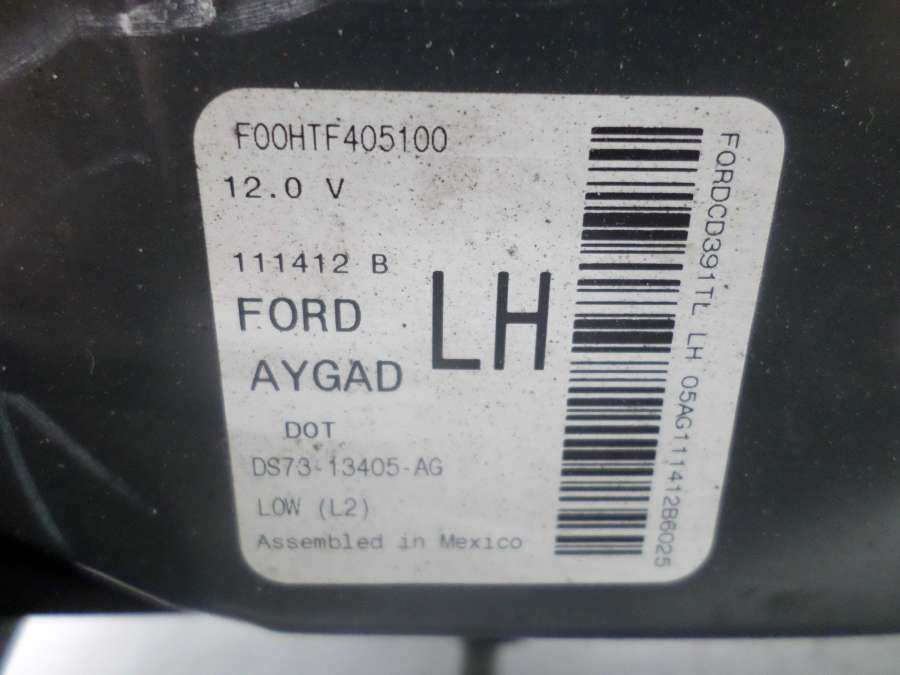 F00HTF405100
12.0 V
111412 B
FORD
LH
AYGAD
DOT
DS73-13405-AG
LOW (L2)
Assembled in Mexico
FORDCD391TL LH 05AG111412B6025